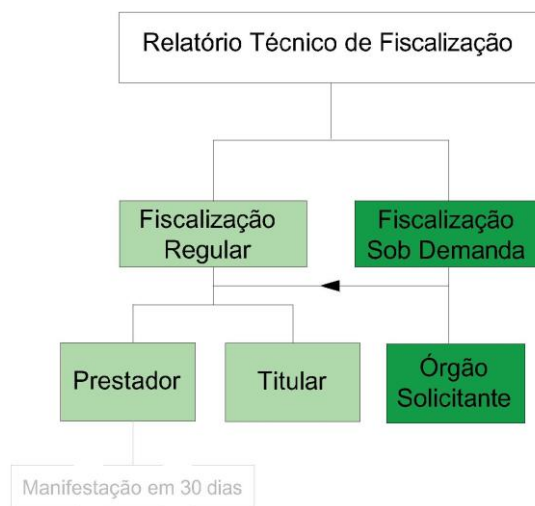 Relatório Técnico de Fiscalização
Fiscalização
Regular
Fiscalização
Sob Demanda
Prestador
Titular
Órgão
Solicitante
Manifestação em 30 dias